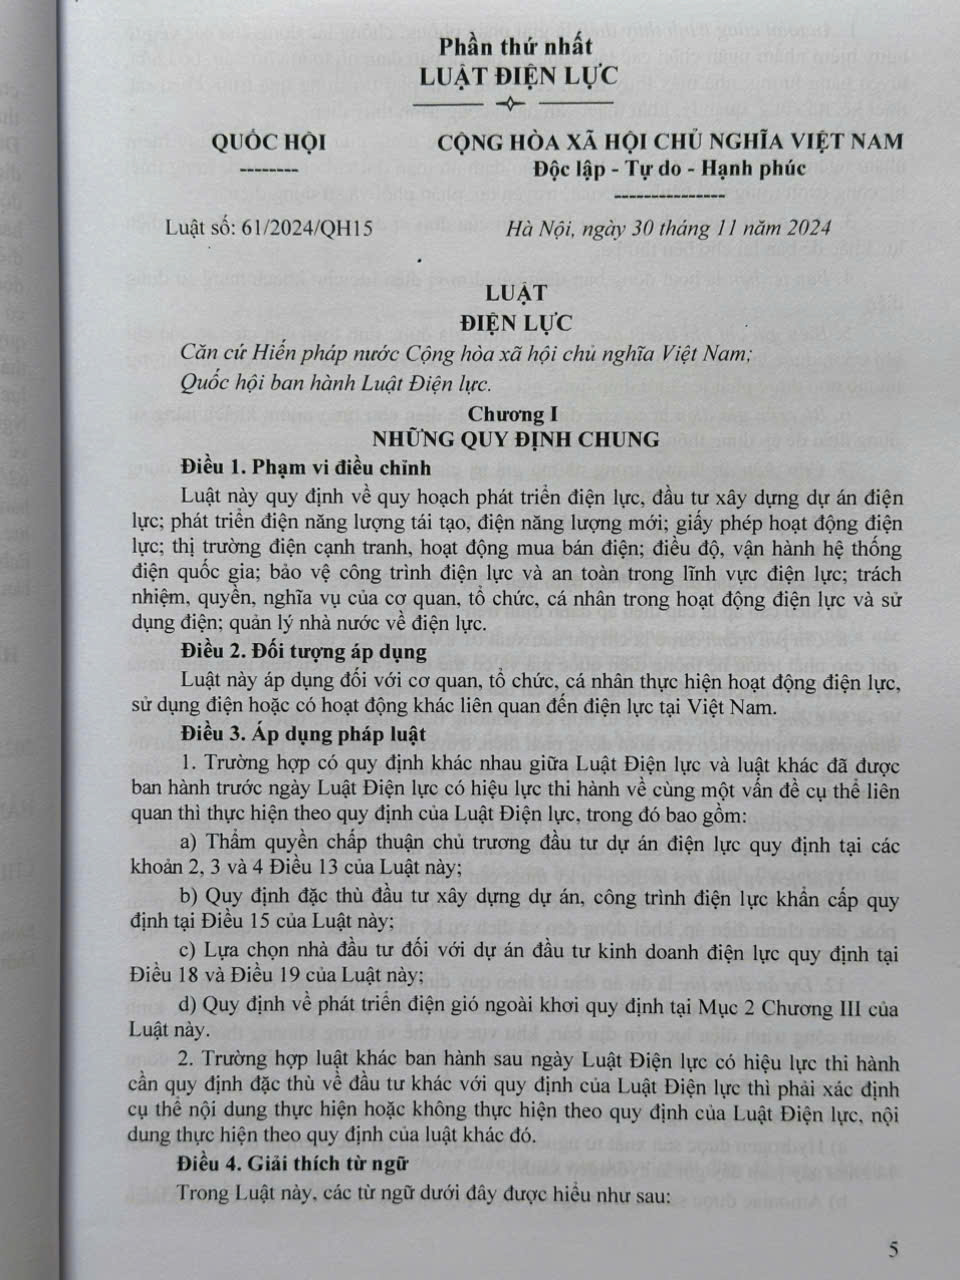 Phần thứ nhất
LUẬT ĐIỆN LỰC
QUỐC HỘI
--------
CỘNG HÒA XÃ HỘI CHỦ NGHĨA VIỆT NAM
Độc lập - Tự do - Hạnh phúc
---------------
Luật số: 61/2024/QH15
Hà Nội, ngày 30 tháng 11 năm 2024
LUẬT
ĐIỆN LỰC
Căn cứ Hiến pháp nước Cộng hòa xã hội chủ nghĩa Việt Nam;
Quốc hội ban hành Luật Điện lực.
Chương I
NHỮNG QUY ĐỊNH CHUNG
Điều 1. Phạm vi điều chỉnh
Luật này quy định về quy hoạch phát triển điện lực, đầu tư xây dựng dự án điện
lực; phát triển điện năng lượng tái tạo, điện năng lượng mới; giấy phép hoạt động điện
lực; thị trường điện cạnh tranh, hoạt động mua bán điện; điều độ, vận hành hệ thống
điện quốc gia; bảo vệ công trình điện lực và an toàn trong lĩnh vực điện lực; trách
nhiệm, quyền, nghĩa vụ của cơ quan, tổ chức, cá nhân trong hoạt động điện lực và sử
dụng điện; quản lý nhà nước về điện lực.
Điều 2. Đối tượng áp dụng
Luật này áp dụng đối với cơ quan, tổ chức, cá nhân thực hiện hoạt động điện lực,
sử dụng điện hoặc có hoạt động khác liên quan đến điện lực tại Việt Nam.
Điều 3. Áp dụng pháp luật
1. Trường hợp có quy định khác nhau giữa Luật Điện lực và luật khác đã được
ban hành trước ngày Luật Điện lực có hiệu lực thi hành về cùng một vấn đề cụ thể liên
quan thì thực hiện theo quy định của Luật Điện lực, trong đó bao gồm:
a) Thẩm quyền chấp thuận chủ trương đầu tư dự án điện lực quy định tại các
khoản 2, 3 và 4 Điều 13 của Luật này;
b) Quy định đặc thù đầu tư xây dựng dự án, công trình điện lực khẩn cấp quy
định tại Điều 15 của Luật này;
c) Lựa chọn nhà đầu tư đối với dự án đầu tư kinh doanh điện lực quy định tại
Điều 18 và Điều 19 của Luật này;
d) Quy định về phát triển điện gió ngoài khơi quy định tại Mục 2 Chương III của
Luật này.
2. Trường hợp luật khác ban hành sau ngày Luật Điện lực có hiệu lực thi hành
cần quy định đặc thù về đầu tư khác với quy định của Luật Điện lực thì phải xác định
cụ thể nội dung thực hiện hoặc không thực hiện theo quy định của Luật Điện lực, nội
dung thực hiện theo quy định của luật khác đó.
Điều 4. Giải thích từ ngữ
Trong Luật này, các từ ngữ dưới đây được hiểu như sau:
5